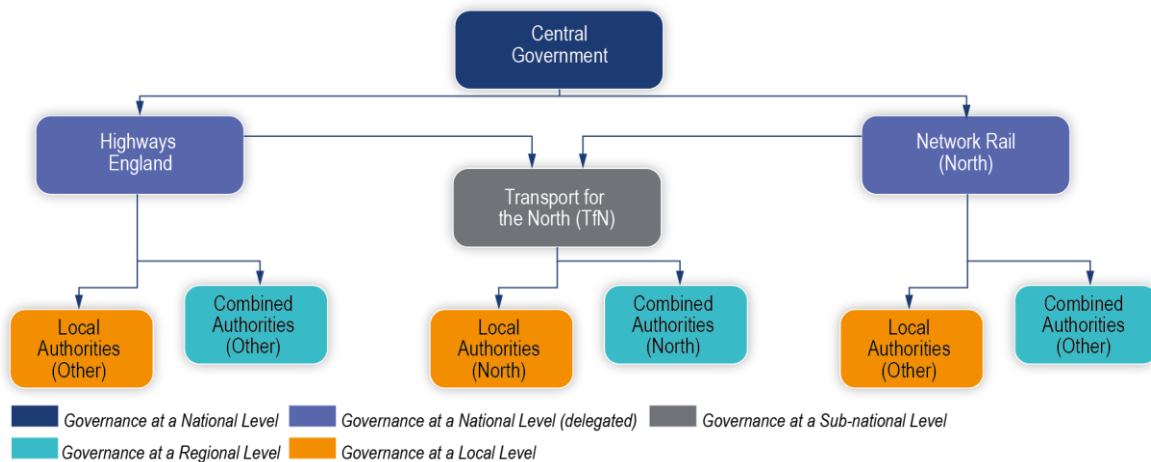 Central
Government
Highways
England
Network Rail
(North)
Transport for
the North (TfN)
Local
Authorities
(Other)
Combined
Authorities
(Other)
Local
Authorities
(North)
Combined
Authorities
(North)
Local
Authorities
(Other)
Combined
Authorities
(Other)
Governance at a National Level
Governance at a National Level (delegated)
Governance at a Sub-national Level
Governance at a Regional Level
Governance at a Local Level